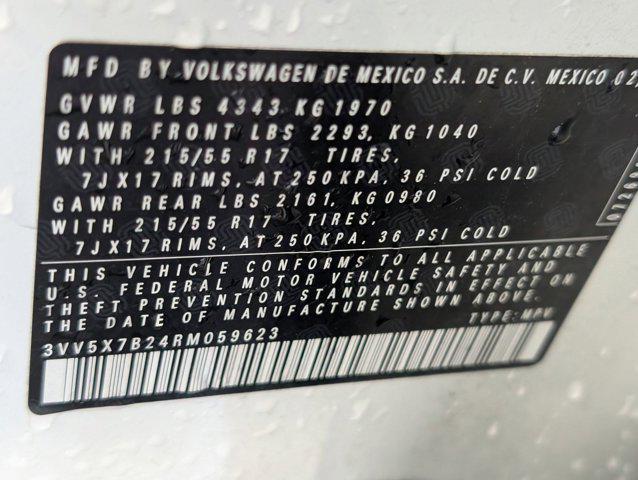 MFD BY VOLKSWAGEN DE MEXICO S.A. DE C.V. MEXICO 02
GVWR LBS 4343 KG 1970
GAWR FRONT LBS 2293, KG 1040
WITH 215/55 R17 TIRES,
7JX17 RIMS, AT 250 KPA, 36 PSI COLD
GAWR REAR LBS 2161, KG 0980
WITH 215/55 R17 TIRES,
7JX17 RIMS, AT 250 KPA, 36 PSI COLD
THIS VEHICLE CONFORMS TO ALL APPLICABLE
U.S. FEDERAL MOTOR VEHICLE SAFETY AND
THEFT PREVENTION STANDARDS IN EFFECT ON
THE DATE OF MANUFACTURE SHOWN ABOVE.
3VV5X7B24RM059623 TYPE: MPV